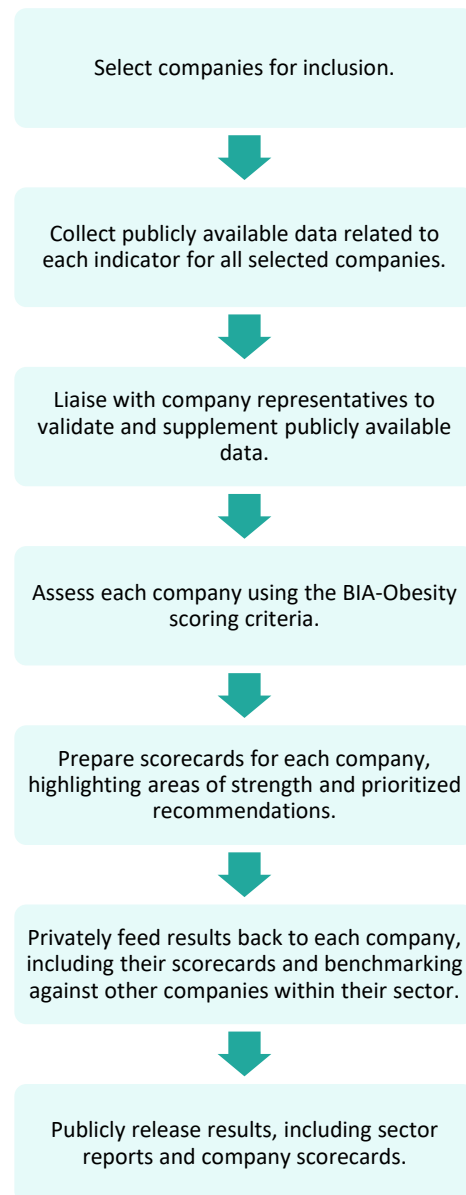 Select companies for inclusion.
Collect publicly available data related to
each indicator for all selected companies.
Liaise with company representatives to
validate and supplement publicly available
data.
Assess each company using the BIA-Obesity
scoring criteria.
Prepare scorecards for each company,
highlighting areas of strength and prioritized
recommendations.
Privately feed results back to each company,
including their scorecards and benchmarking
against other companies within their sector.
Publicly release results, including sector
reports and company scorecards.